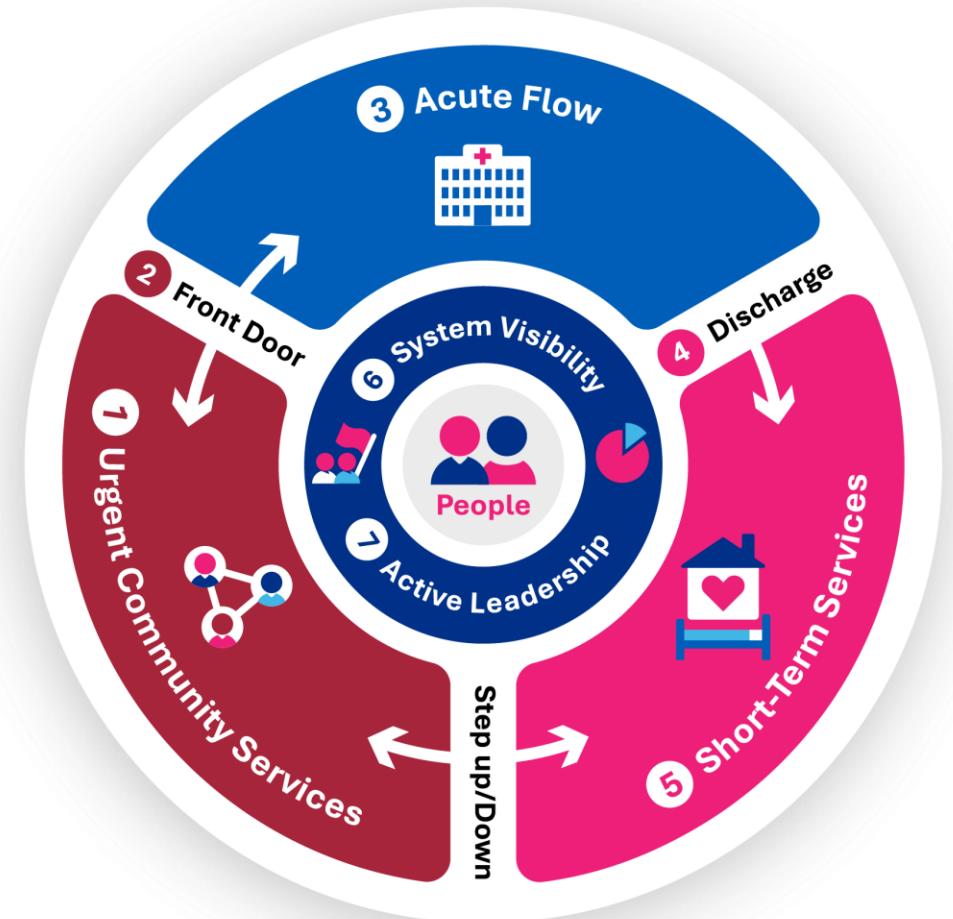 3 Acute Flow
2 Front Door
4 Discharge
6 System Visibility
People
7 Active Leadership
1 Urgent Community Services
5 Short-Term Services
Step up/Down